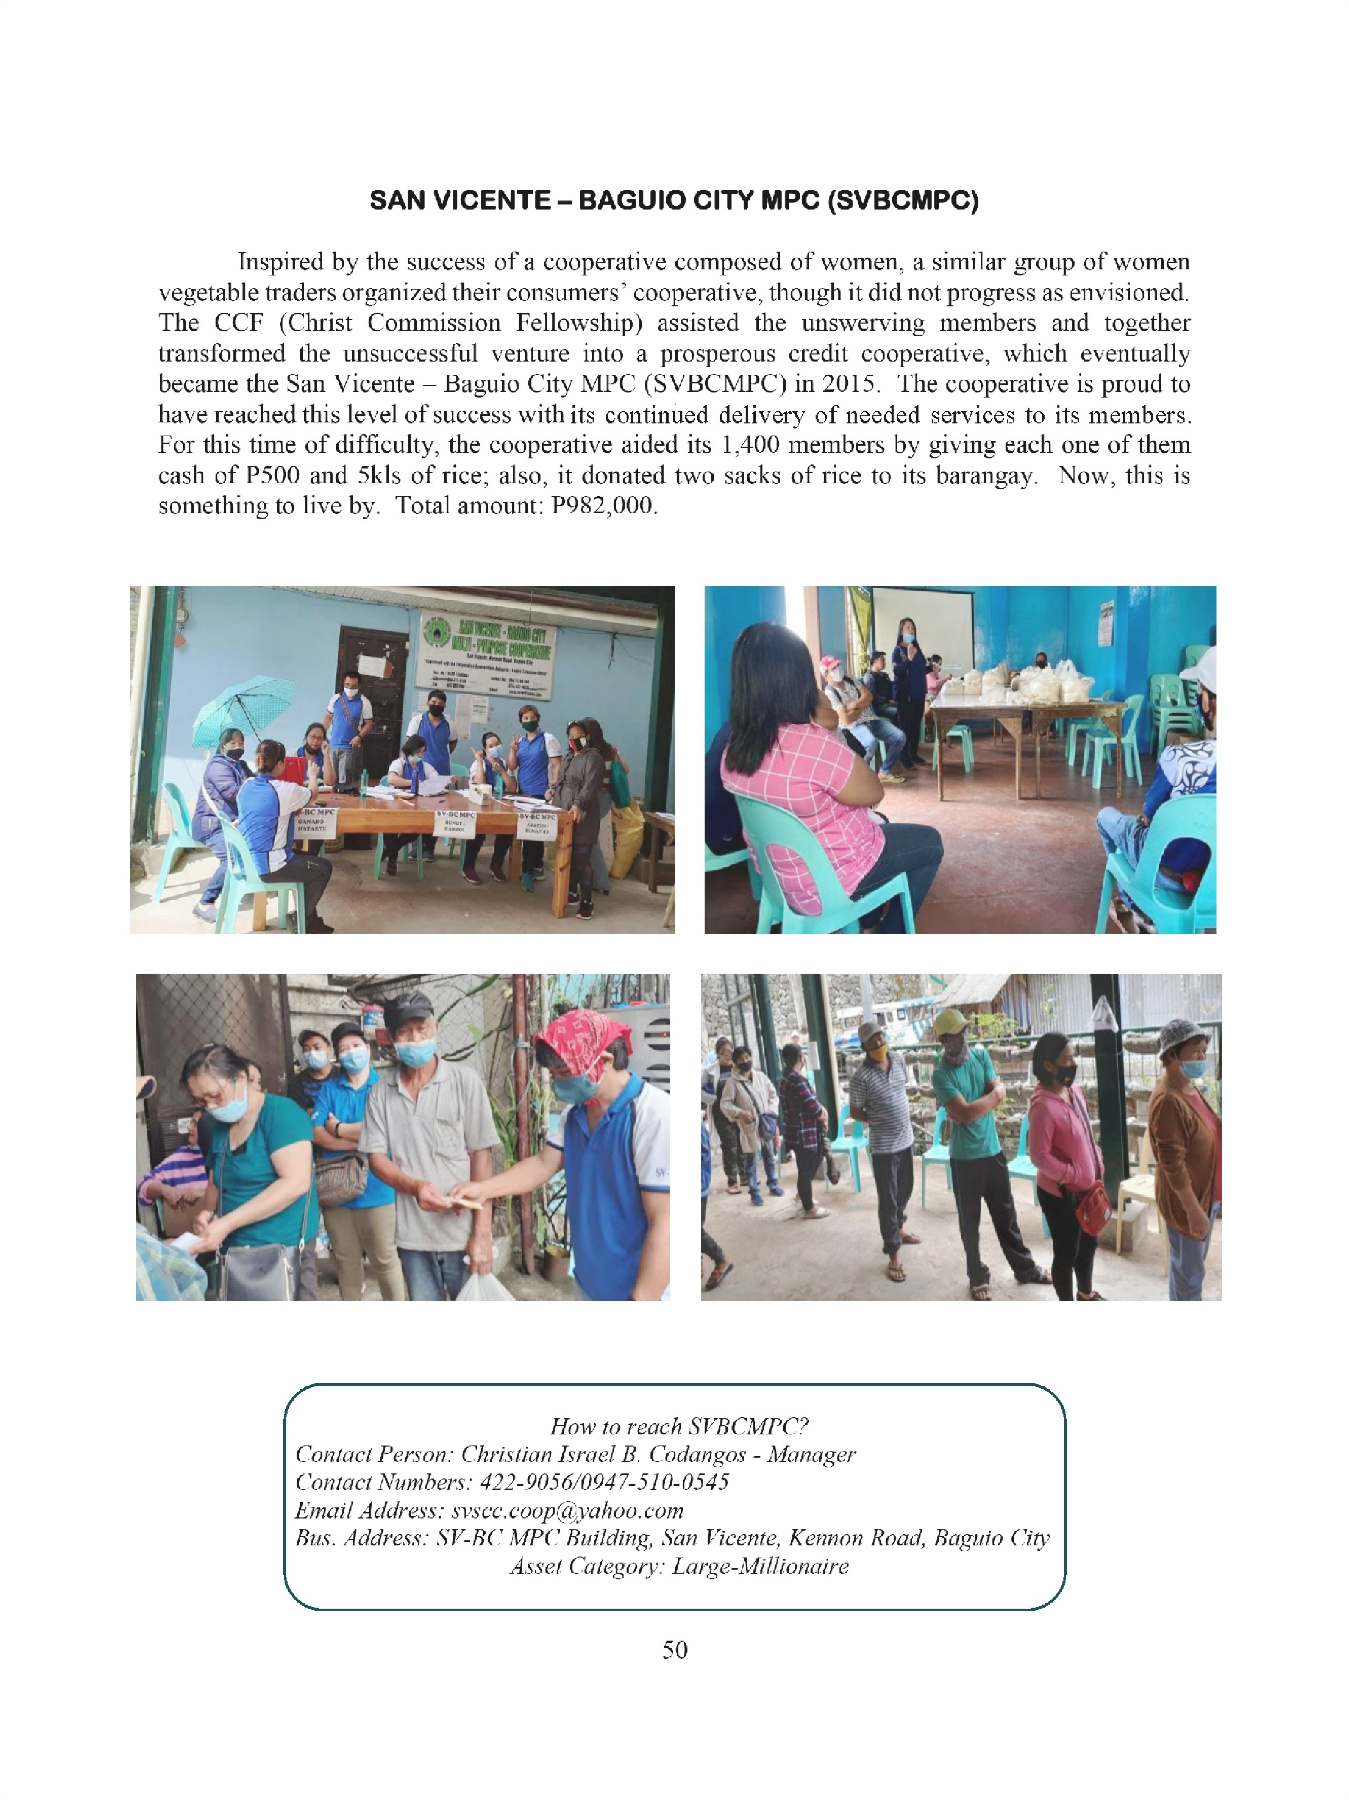 SAN VICENTE – BAGUIO CITY MPC (SVBCMPC)
Inspired by the success of a cooperative composed of women, a similar group of women
vegetable traders organized their consumers’ cooperative, though it did not progress as envisioned.
The CCF (Christ Commission Fellowship) assisted the unswerving members and together
transformed the unsuccessful venture into a prosperous credit cooperative, which eventually
became the San Vicente – Baguio City MPC (SVBCMPC) in 2015.  The cooperative is proud to
have reached this level of success with its continued delivery of needed services to its members.
For this time of difficulty, the cooperative aided its 1,400 members by giving each one of them
cash of P500 and 5kls of rice; also, it donated two sacks of rice to its barangay.  Now, this is
something to live by.  Total amount: P982,000.
SAN VICENTE - BAGUIO CITY
MULTI - PURPOSE COOPERATIVE
San Vicente, Kennon Road, Baguio City
-BC MPC
SV-BC MPC
SV-BC MPC
SV-
How to reach SVBCMPC?
Contact Person: Christian Israel B. Codangos - Manager
Contact Numbers: 422-9056/0947-510-0545
Email Address: svscc.coop@yahoo.com
Bus. Address: SV-BC MPC Building, San Vicente, Kennon Road, Baguio City
Asset Category: Large-Millionaire
50